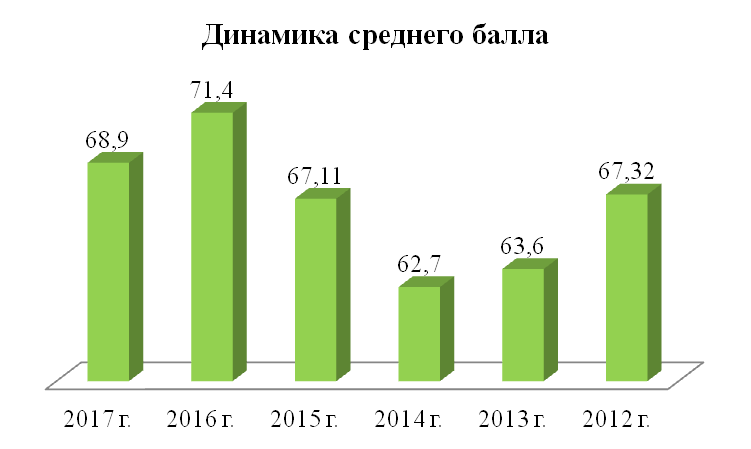 Динамика среднего балла
68,9
71,4
67,11
62,7
63,6
67,32
2017 г.
2016 г.
2015 г.
2014 г.
2013 г.
2012 г.